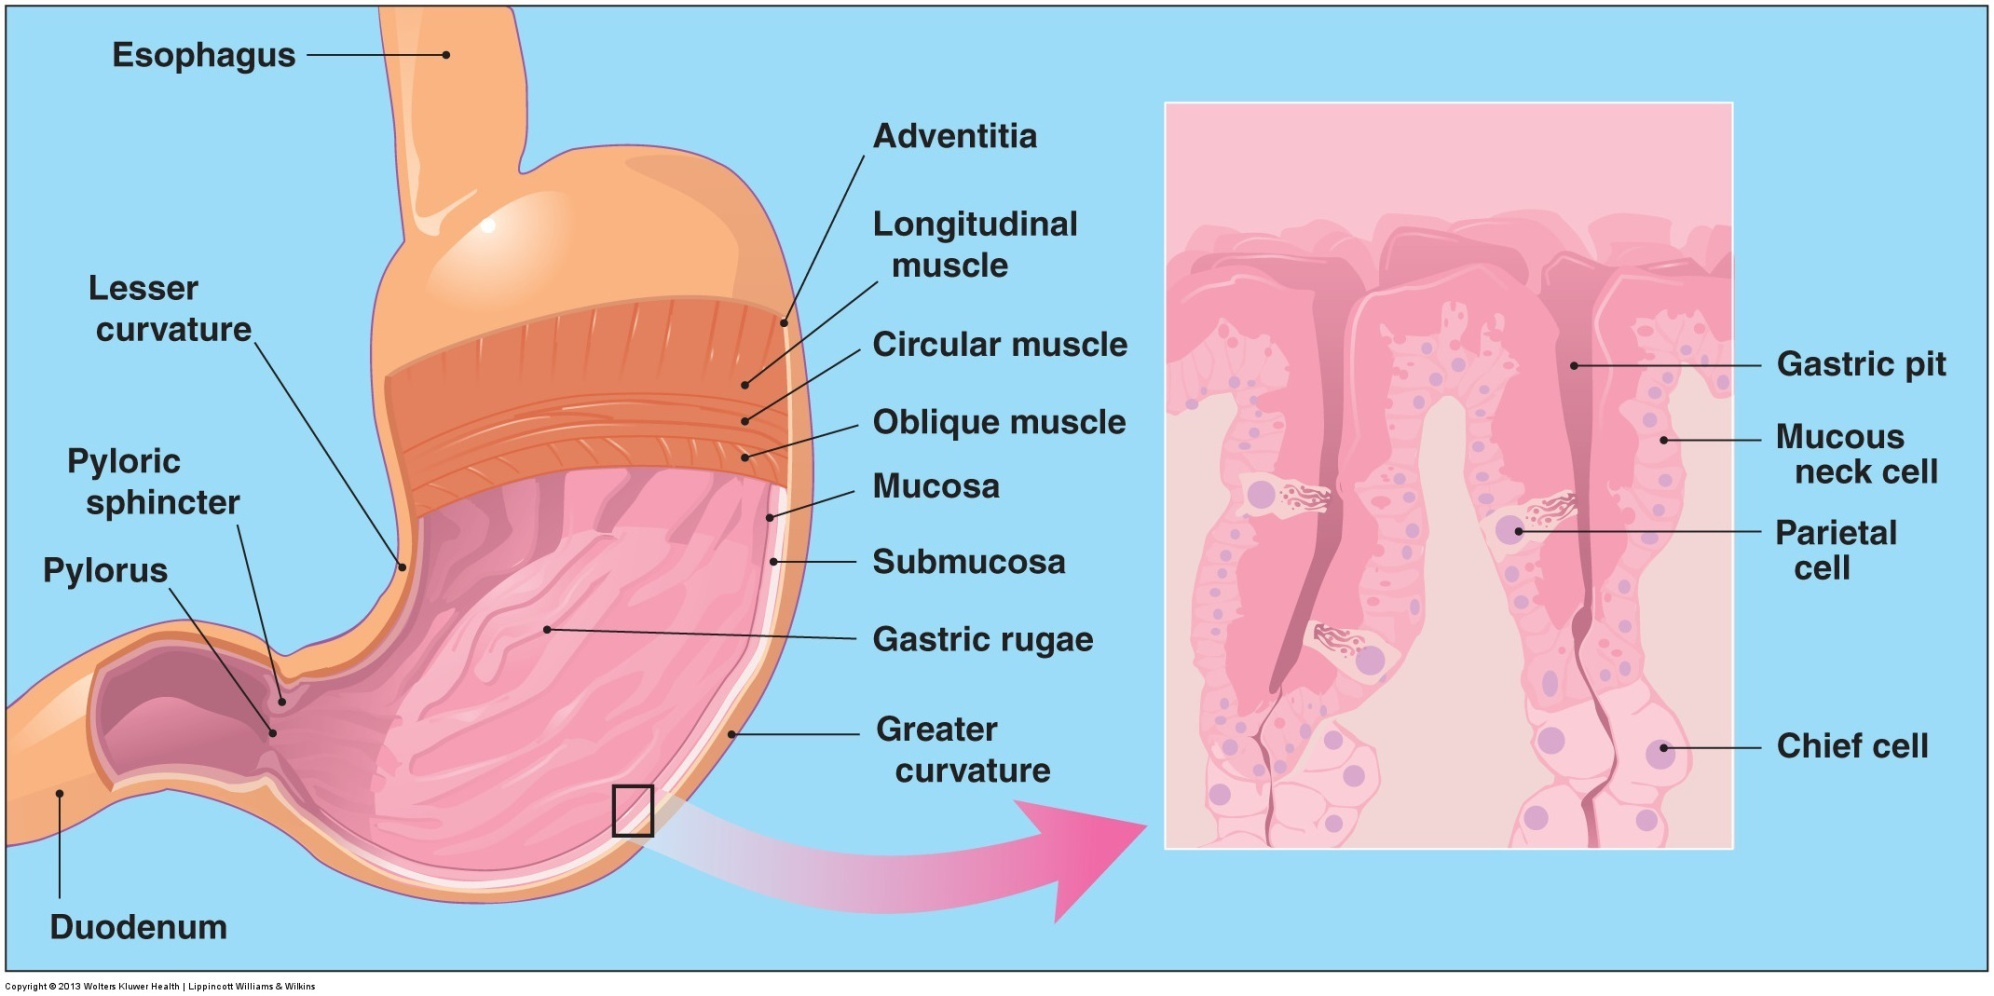 Esophagus
Lesser
curvature
Pyloric
sphincter
Pylorus
Duodenum
Adventitia
Longitudinal
muscle
Circular muscle
Oblique muscle
Mucosa
Submucosa
Gastric rugae
Greater
curvature
Gastric pit
Mucous
neck cell
Parietal
cell
Chief cell
Copyright © 2013 Wolters Kluwer Health | Lippincott Williams & Wilkins